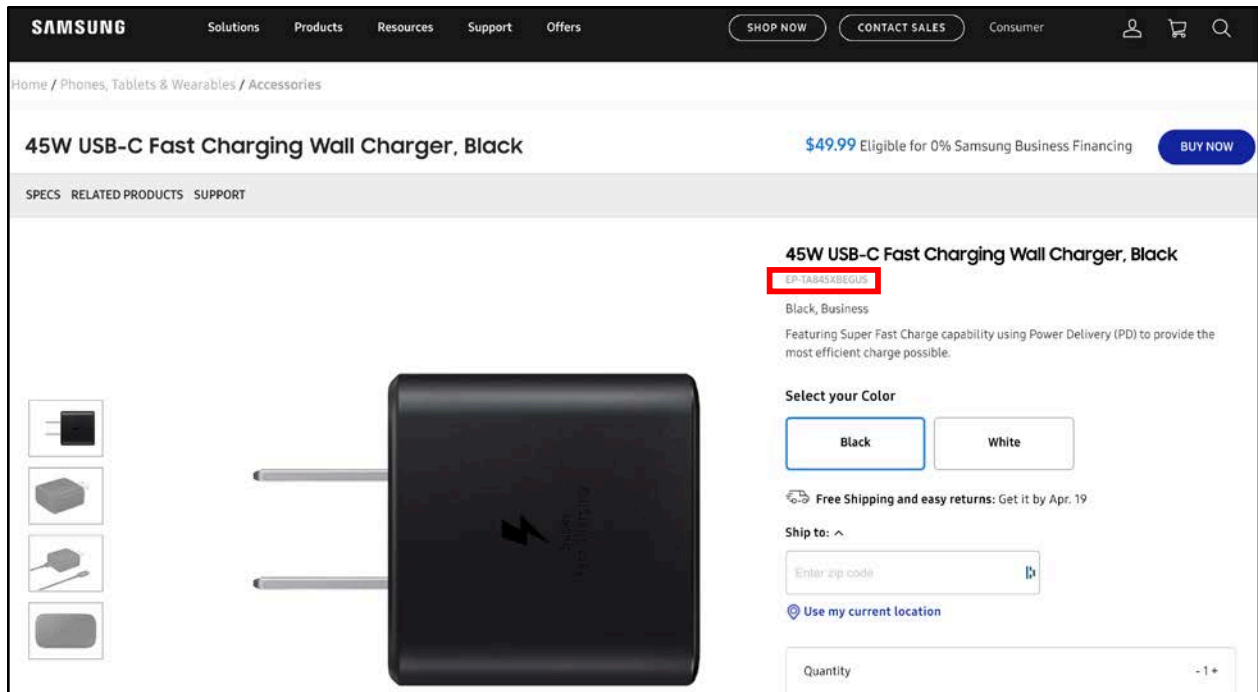 SAMSUNG
Solutions Products Resources Support Offers SHOP NOW CONTACT SALES Consumer
Home / Phones, Tablets & Wearables / Accessories
45W USB-C Fast Charging Wall Charger, Black
$49.99 Eligible for 0% Samsung Business Financing BUY NOW
SPECS RELATED PRODUCTS SUPPORT
45W USB-C Fast Charging Wall Charger, Black
EP-TA845XBEGUS
Black, Business
Featuring Super Fast Charge capability using Power Delivery (PD) to provide the
most efficient charge possible.
Select your Color
Black White
Free Shipping and easy returns: Get it by Apr. 19
Ship to:
Enter zip code
Use my current location
Quantity - 1 +
Super
Fast Charging